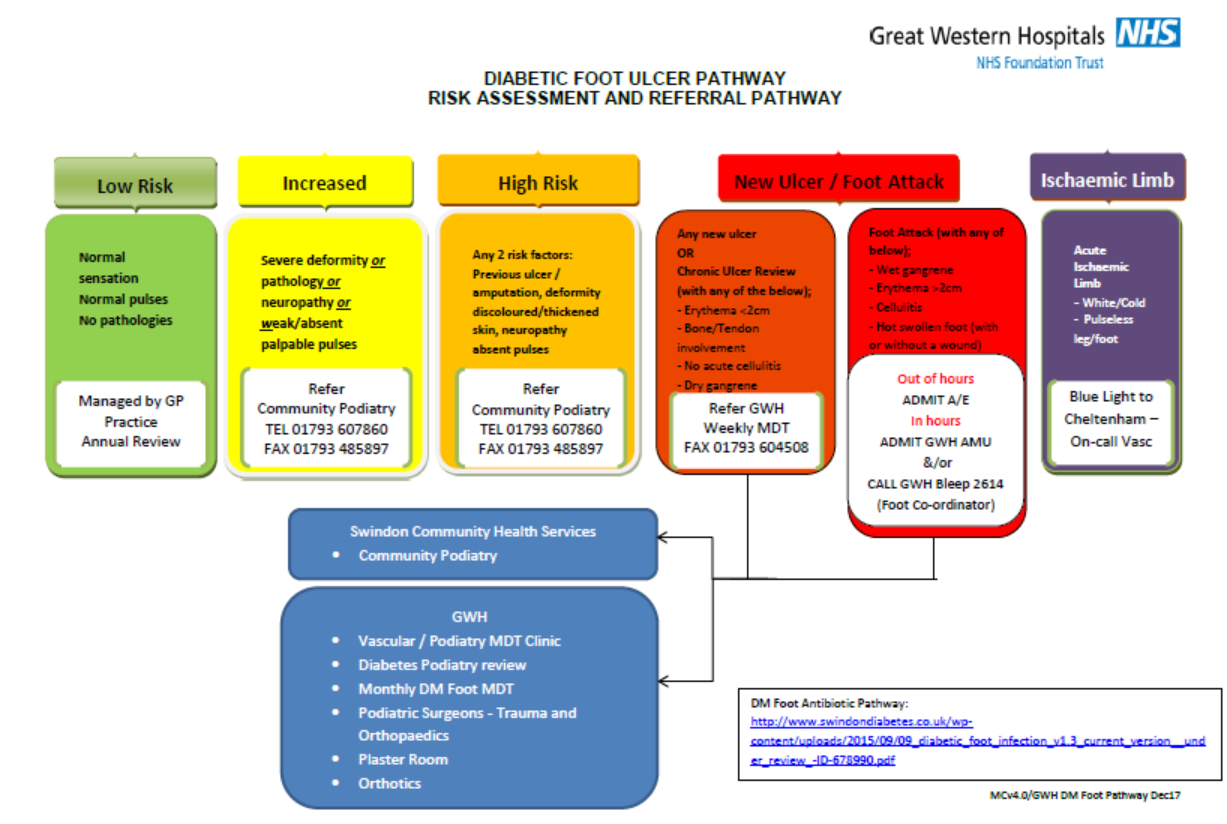 Great Western Hospitals NHS
NHS Foundation Trust
DIABETIC FOOT ULCER PATHWAY
RISK ASSESSMENT AND REFERRAL PATHWAY
Low Risk
Normal
sensation
Normal pulses
No pathologies
Managed by GP
Practice
Annual Review
Increased
Severe deformity or
pathology or
neuropathy or
weak/absent
palpable pulses
Refer
Community Podiatry
TEL 01793 607860
FAX 01793 485897
High Risk
Any 2 risk factors:
Previous ulcer /
amputation, deformity
discoloured/thickened
skin, neuropathy
absent pulses
Refer
Community Podiatry
TEL 01793 607860
FAX 01793 485897
New Ulcer / Foot Attack
Any new ulcer
OR
Chronic Ulcer Review
(with any of the below);
- Erythema <2cm
- Bone/Tendon
involvement
- No acute cellulitis
- Dry gangrene
Refer GWH
Weekly MDT
FAX 01793 604508
Foot Attack (with any of
below);
- Wet gangrene
- Erythema >2cm
- Cellulitis
- Hot swollen foot (with
or without a wound)
Out of hours
ADMIT A/E
In hours
ADMIT GWH AMU
&/or
CALL GWH Bleep 2614
(Foot Co-ordinator)
Ischaemic Limb
Acute
Ischaemic
Limb
- White/Cold
- Pulseless
leg/foot
Blue Light to
Cheltenham –
On-call Vasc
Swindon Community Health Services
• Community Podiatry
GWH
• Vascular / Podiatry MDT Clinic
• Diabetes Podiatry review
• Monthly DM Foot MDT
• Podiatric Surgeons - Trauma and
Orthopaedics
• Plaster Room
• Orthotics
DM Foot Antibiotic Pathway:
http://www.swindondiabetes.co.uk/wp-
content/uploads/2015/09/09_diabetic_foot_infection_v1.3_current_version__und
er_review_-ID-678990.pdf
MCv4.0/GWH DM Foot Pathway Dec17